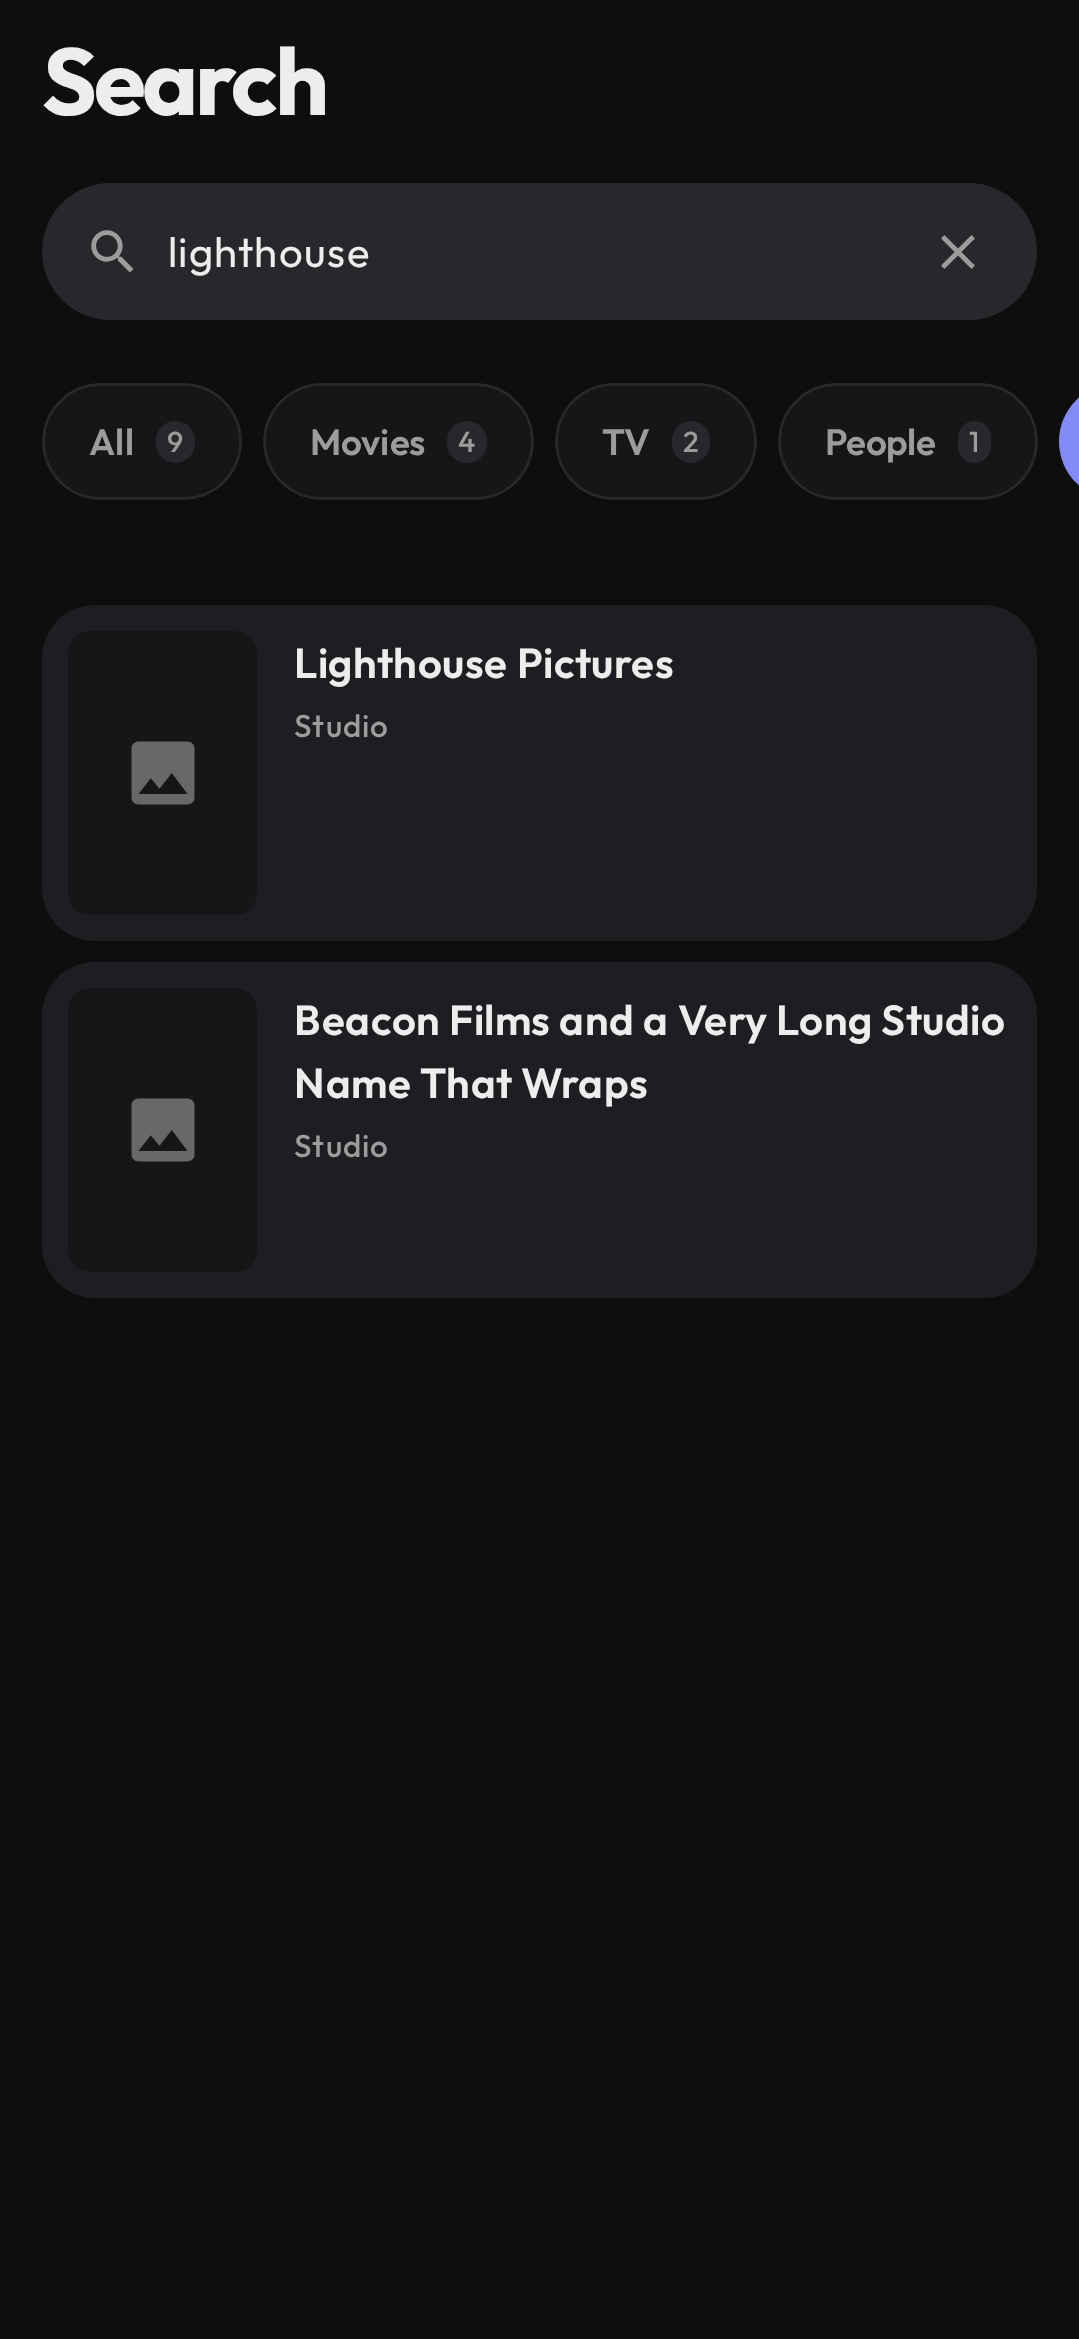 Search
lighthouse
All 9 Movies 4 TV 2 People 1
Lighthouse Pictures
Studio
Beacon Films and a Very Long Studio
Name That Wraps
Studio